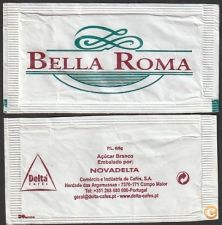 BELLA ROMA
PL. 65g
Açúcar Branco
Embalado por:
NOVADELTA
Comércio e Indústria de Cafés, S.A.
Herdade das Argamassas - 7370-171 Campo Maior
Tel: +351 268 680 000-Portugal
geral@delta-cafes.pt - www.delta-cafes.pt
Delta
CAFÉS